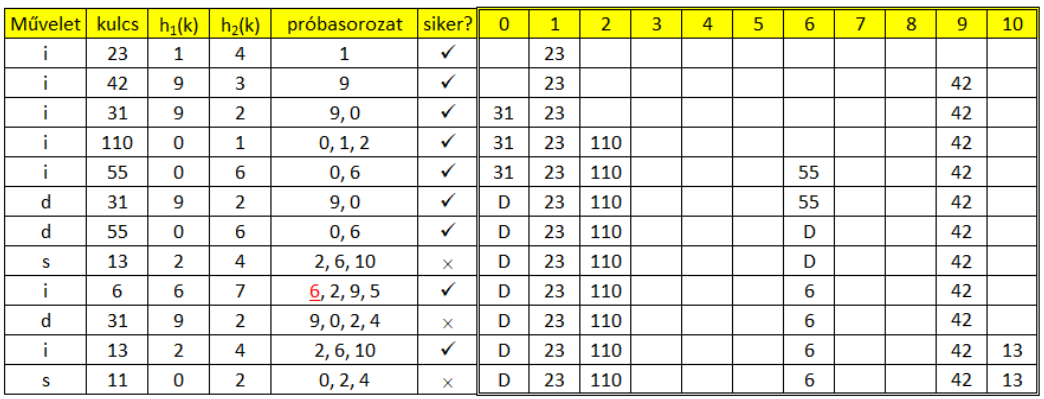 Művelet kulcs h₁(k) h₂(k) próbasorozat siker? 0 1 2 3 4 5 6 7 8 9 10
i 23 1 4 1 ✓ 23
i 42 9 3 9 ✓ 23 42
i 31 9 2 9, 0 ✓ 31 23 42
i 110 0 1 0, 1, 2 ✓ 31 23 110 42
i 55 0 6 0, 6 ✓ 31 23 110 55 42
d 31 9 2 9, 0 ✓ D 23 110 55 42
d 55 0 6 0, 6 ✓ D 23 110 D 42
s 13 2 4 2, 6, 10 × D 23 110 D 42
i 6 6 7 6, 2, 9, 5 ✓ D 23 110 6 42
d 31 9 2 9, 0, 2, 4 × D 23 110 6 42
i 13 2 4 2, 6, 10 ✓ D 23 110 6 42 13
s 11 0 2 0, 2, 4 × D 23 110 6 42 13